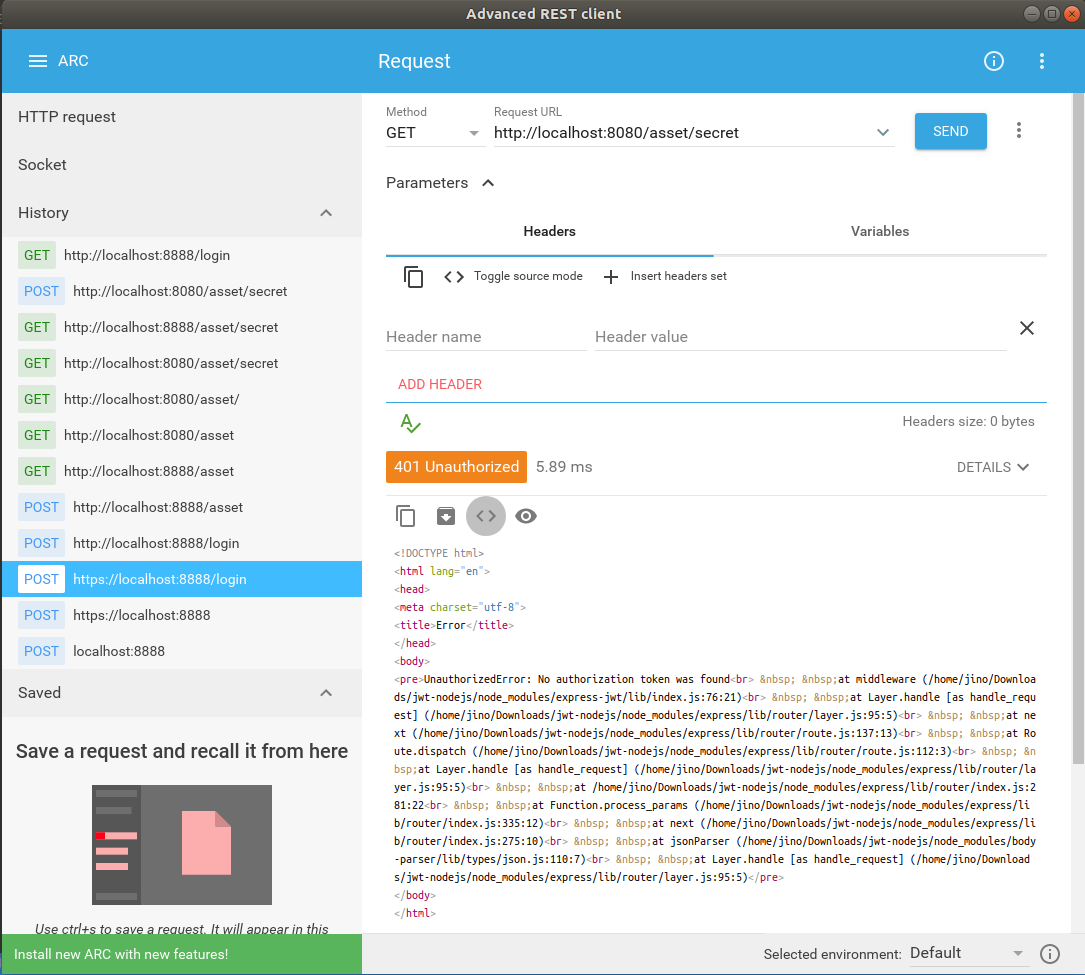 Advanced REST client
ARC
Request
HTTP request
Socket
History
GET http://localhost:8888/login
POST http://localhost:8080/asset/secret
GET http://localhost:8888/asset/secret
GET http://localhost:8080/asset/secret
GET http://localhost:8080/asset/
GET http://localhost:8080/asset
GET http://localhost:8888/asset
POST http://localhost:8888/asset
POST http://localhost:8888/login
POST https://localhost:8888/login
POST https://localhost:8888
POST localhost:8888
Saved
Save a request and recall it from here
Use ctrl+s to save a request. It will appear in this
Install new ARC with new features!
Method
GET
Request URL
http://localhost:8080/asset/secret
SEND
Parameters
Headers
Variables
Toggle source mode
Insert headers set
Header name
Header value
ADD HEADER
Headers size: 0 bytes
401 Unauthorized
5.89 ms
DETAILS
<!DOCTYPE html>
<html lang="en">
<head>
<meta charset="utf-8">
<title>Error</title>
</head>
<body>
<pre>UnauthorizedError: No authorization token was found<br> &nbsp; &nbsp;at middleware (/home/jino/Downloa
ds/jwt-nodejs/node_modules/express-jwt/lib/index.js:76:21)<br> &nbsp; &nbsp;at Layer.handle [as handle_requ
est] (/home/jino/Downloads/jwt-nodejs/node_modules/express/lib/router/layer.js:95:5)<br> &nbsp; &nbsp;at ne
xt (/home/jino/Downloads/jwt-nodejs/node_modules/express/lib/router/route.js:137:13)<br> &nbsp; &nbsp;at Ro
ute.dispatch (/home/jino/Downloads/jwt-nodejs/node_modules/express/lib/router/route.js:112:3)<br> &nbsp; &n
bsp;at Layer.handle [as handle_request] (/home/jino/Downloads/jwt-nodejs/node_modules/express/lib/router/la
yer.js:95:5)<br> &nbsp; &nbsp;at /home/jino/Downloads/jwt-nodejs/node_modules/express/lib/router/index.js:2
81:22<br> &nbsp; &nbsp;at Function.process_params (/home/jino/Downloads/jwt-nodejs/node_modules/express/li
b/router/index.js:335:12)<br> &nbsp; &nbsp;at next (/home/jino/Downloads/jwt-nodejs/node_modules/express/li
b/router/index.js:275:10)<br> &nbsp; &nbsp;at jsonParser (/home/jino/Downloads/jwt-nodejs/node_modules/body
-parser/lib/types/json.js:110:7)<br> &nbsp; &nbsp;at Layer.handle [as handle_request] (/home/jino/Download
s/jwt-nodejs/node_modules/express/lib/router/layer.js:95:5)</pre>
</body>
</html>
Selected environment: Default